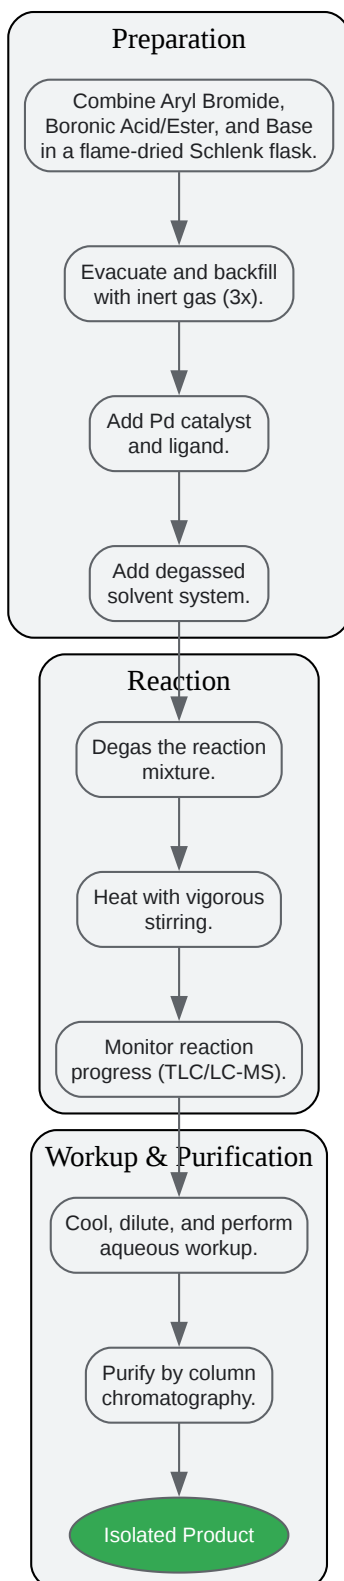 Preparation
Combine Aryl Bromide,
Boronic Acid/Ester, and Base
in a flame-dried Schlenk flask.
Evacuate and backfill
with inert gas (3x).
Add Pd catalyst
and ligand.
Add degassed
solvent system.
Reaction
Degas the reaction
mixture.
Heat with vigorous
stirring.
Monitor reaction
progress (TLC/LC-MS).
Workup & Purification
Cool, dilute, and perform
aqueous workup.
Purify by column
chromatography.
Isolated Product